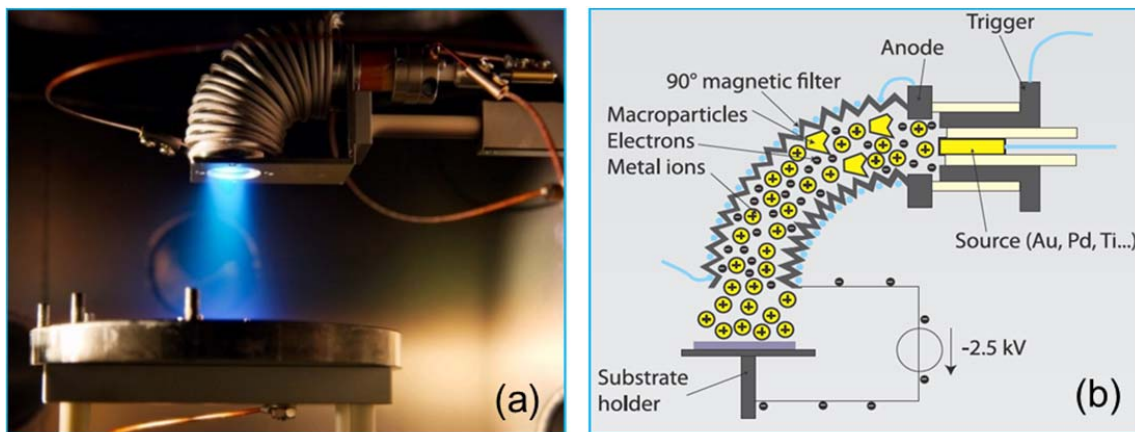 (a)
Trigger
Anode
90° magnetic filter
Macroparticles
Electrons
Metal ions
Source (Au, Pd, Ti...)
-2.5 kV
Substrate
holder
(b)